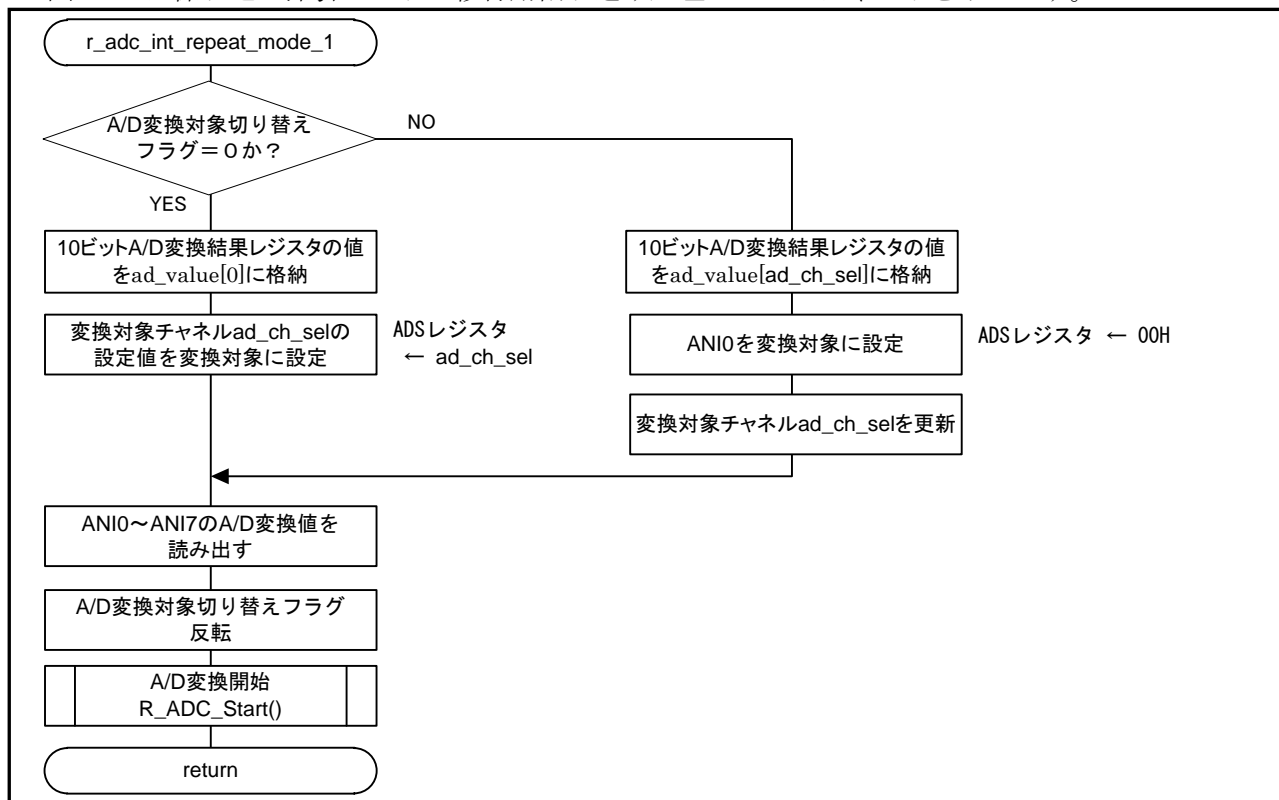 r_adc_int_repeat_mode_1
A/D変換対象切り替え
フラグ＝０か？
NO
YES
10ビットA/D変換結果レジスタの値
をad_value[0]に格納
10ビットA/D変換結果レジスタの値
をad_value[ad_ch_sel]に格納
変換対象チャネルad_ch_selの
設定値を変換対象に設定
ADSレジスタ
← ad_ch_sel
ANI0を変換対象に設定
ADSレジスタ ← 00H
変換対象チャネルad_ch_selを更新
ANI0～ANI7のA/D変換値を
読み出す
A/D変換対象切り替えフラグ
反転
A/D変換開始
R_ADC_Start()
return